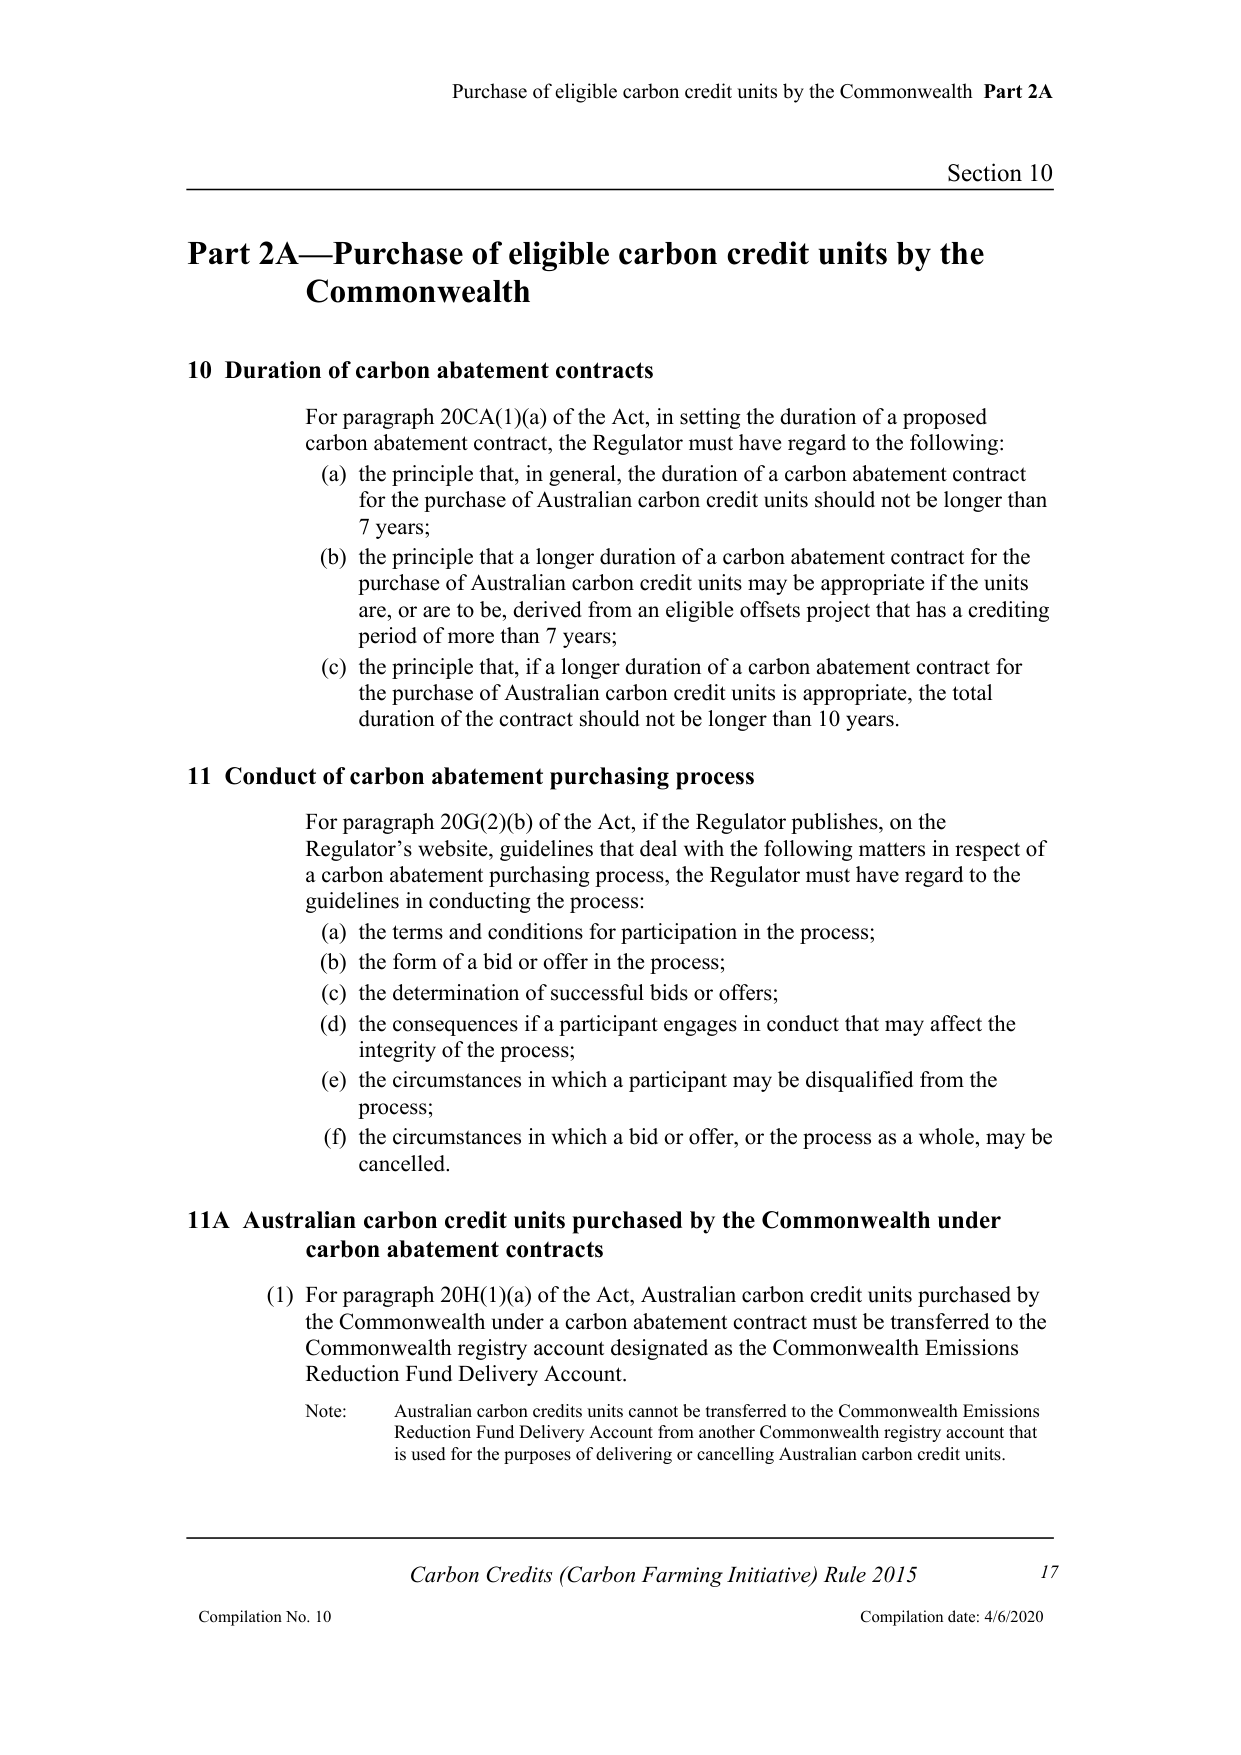 Purchase of eligible carbon credit units by the Commonwealth Part 2A
Section 10
Part 2A—Purchase of eligible carbon credit units by the
Commonwealth
10 Duration of carbon abatement contracts
For paragraph 20CA(1)(a) of the Act, in setting the duration of a proposed
carbon abatement contract, the Regulator must have regard to the following:
(a) the principle that, in general, the duration of a carbon abatement contract
for the purchase of Australian carbon credit units should not be longer than
7 years;
(b) the principle that a longer duration of a carbon abatement contract for the
purchase of Australian carbon credit units may be appropriate if the units
are, or are to be, derived from an eligible offsets project that has a crediting
period of more than 7 years;
(c) the principle that, if a longer duration of a carbon abatement contract for
the purchase of Australian carbon credit units is appropriate, the total
duration of the contract should not be longer than 10 years.
11 Conduct of carbon abatement purchasing process
For paragraph 20G(2)(b) of the Act, if the Regulator publishes, on the
Regulator’s website, guidelines that deal with the following matters in respect of
a carbon abatement purchasing process, the Regulator must have regard to the
guidelines in conducting the process:
(a) the terms and conditions for participation in the process;
(b) the form of a bid or offer in the process;
(c) the determination of successful bids or offers;
(d) the consequences if a participant engages in conduct that may affect the
integrity of the process;
(e) the circumstances in which a participant may be disqualified from the
process;
(f) the circumstances in which a bid or offer, or the process as a whole, may be
cancelled.
11A Australian carbon credit units purchased by the Commonwealth under
carbon abatement contracts
(1) For paragraph 20H(1)(a) of the Act, Australian carbon credit units purchased by
the Commonwealth under a carbon abatement contract must be transferred to the
Commonwealth registry account designated as the Commonwealth Emissions
Reduction Fund Delivery Account.
Note: Australian carbon credits units cannot be transferred to the Commonwealth Emissions
Reduction Fund Delivery Account from another Commonwealth registry account that
is used for the purposes of delivering or cancelling Australian carbon credit units.
Carbon Credits (Carbon Farming Initiative) Rule 2015 17
Compilation No. 10 Compilation date: 4/6/2020